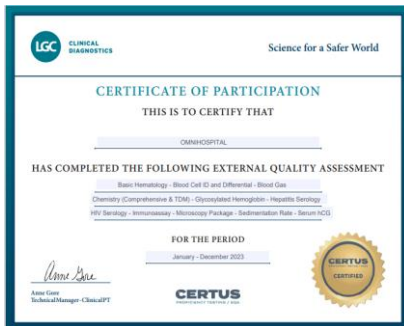 LGC
CLINICAL
DIAGNOSTICS
Science for a Safer World
CERTIFICATE OF PARTICIPATION
THIS IS TO CERTIFY THAT
OMNIHOSPITAL
HAS COMPLETED THE FOLLOWING EXTERNAL QUALITY ASSESSMENT
Basic Hematology - Blood Cell ID and Differential - Blood Gas
Chemistry (Comprehensive & TDM) - Glycosylated Hemoglobin - Hepatitis Serology
HIV Serology - Immunoassay - Microscopy Package - Sedimentation Rate - Serum hCG
FOR THE PERIOD
January - December 2023
Anne Gore
Technical Manager - ClinicalPT
CERTUS
CERTUS
CERTIFIED